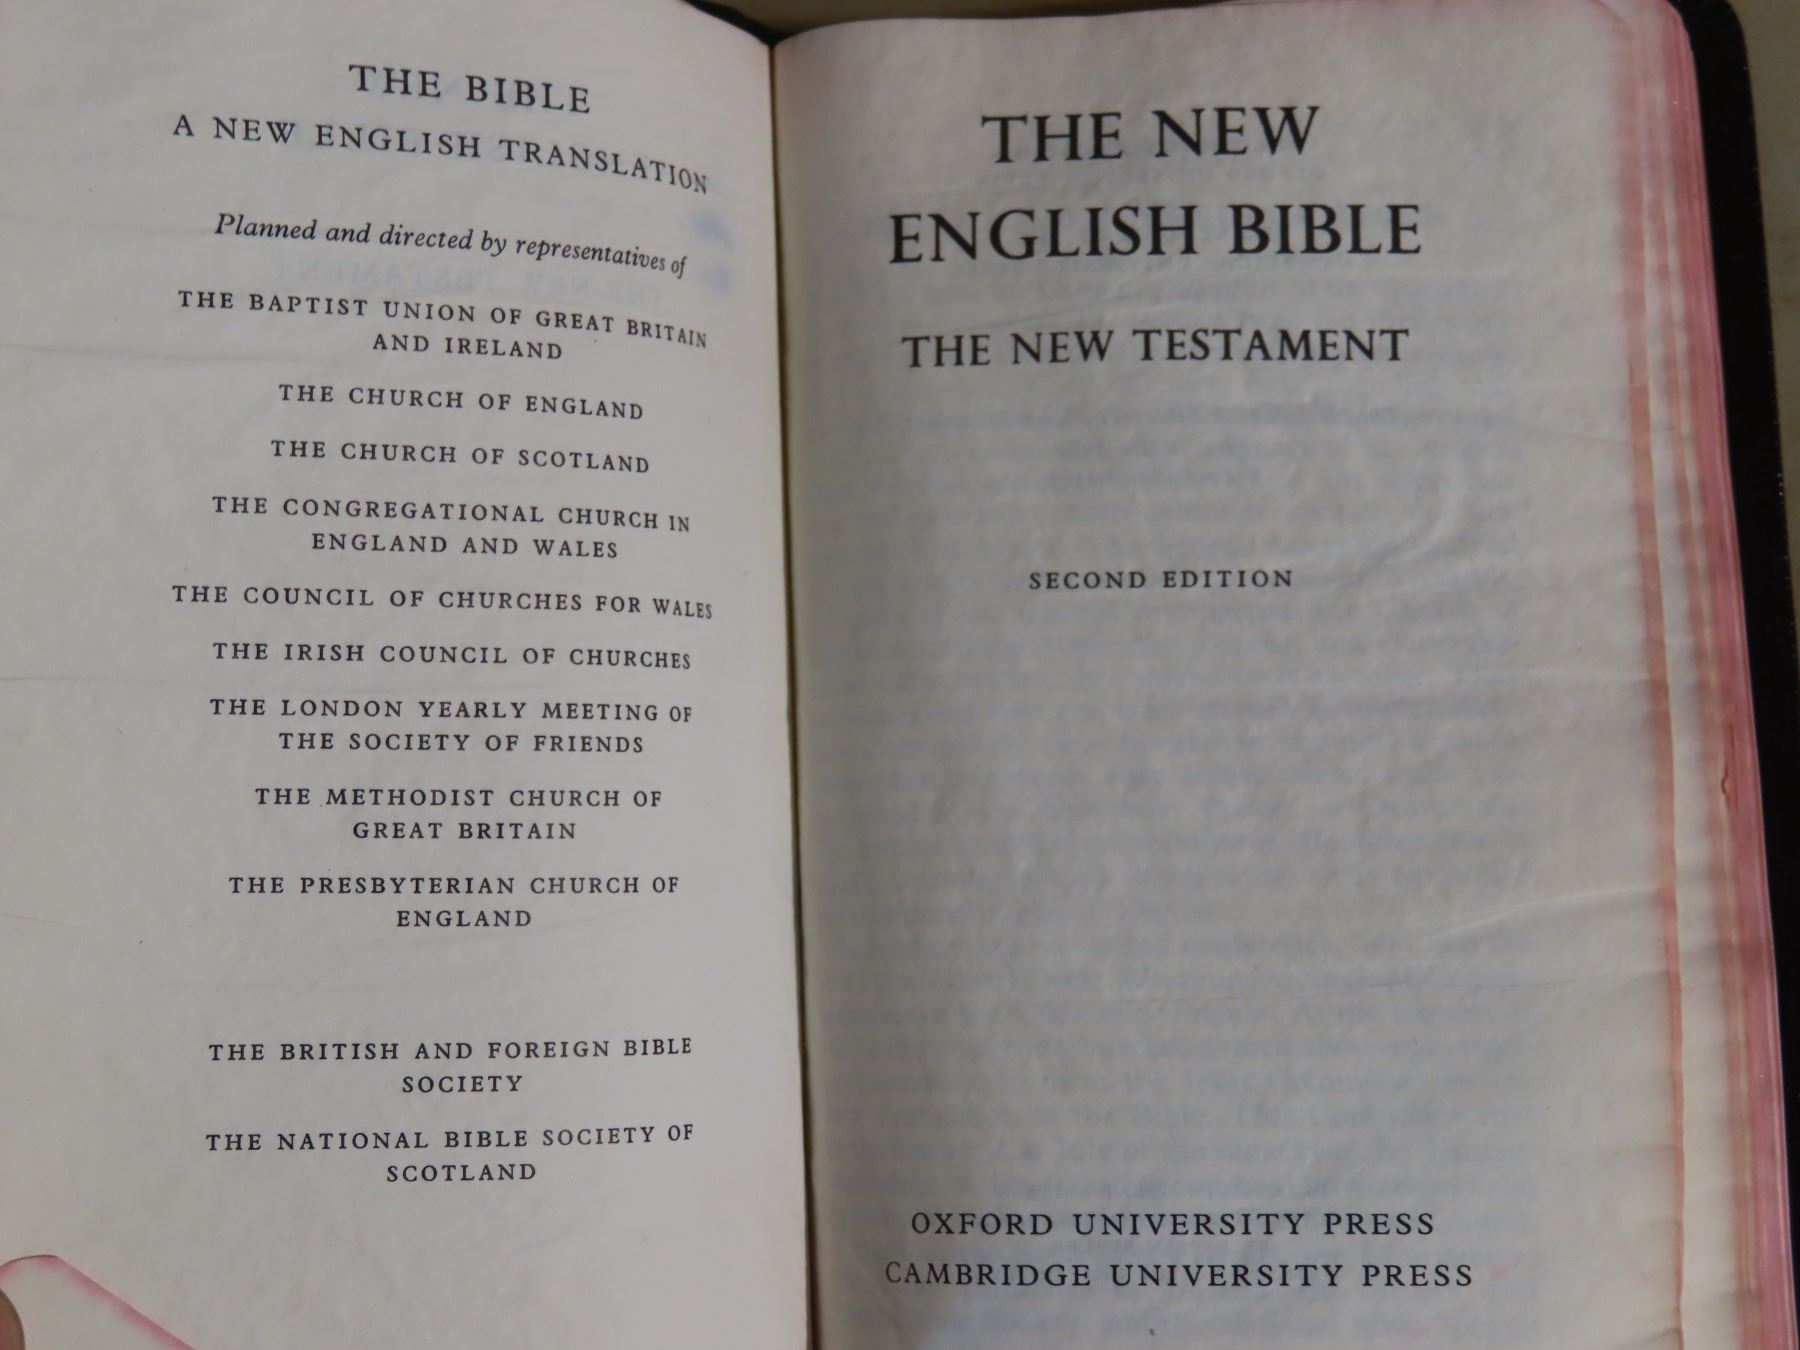 THE BIBLE
A NEW ENGLISH TRANSLATION
Planned and directed by representatives of
THE BAPTIST UNION OF GREAT BRITAIN
AND IRELAND
THE CHURCH OF ENGLAND
THE CHURCH OF SCOTLAND
THE CONGREGATIONAL CHURCH IN
ENGLAND AND WALES
THE COUNCIL OF CHURCHES FOR WALES
THE IRISH COUNCIL OF CHURCHES
THE LONDON YEARLY MEETING OF
THE SOCIETY OF FRIENDS
THE METHODIST CHURCH OF
GREAT BRITAIN
THE PRESBYTERIAN CHURCH OF
ENGLAND
THE BRITISH AND FOREIGN BIBLE
SOCIETY
THE NATIONAL BIBLE SOCIETY OF
SCOTLAND
THE NEW
ENGLISH BIBLE
THE NEW TESTAMENT
SECOND EDITION
OXFORD UNIVERSITY PRESS
CAMBRIDGE UNIVERSITY PRESS